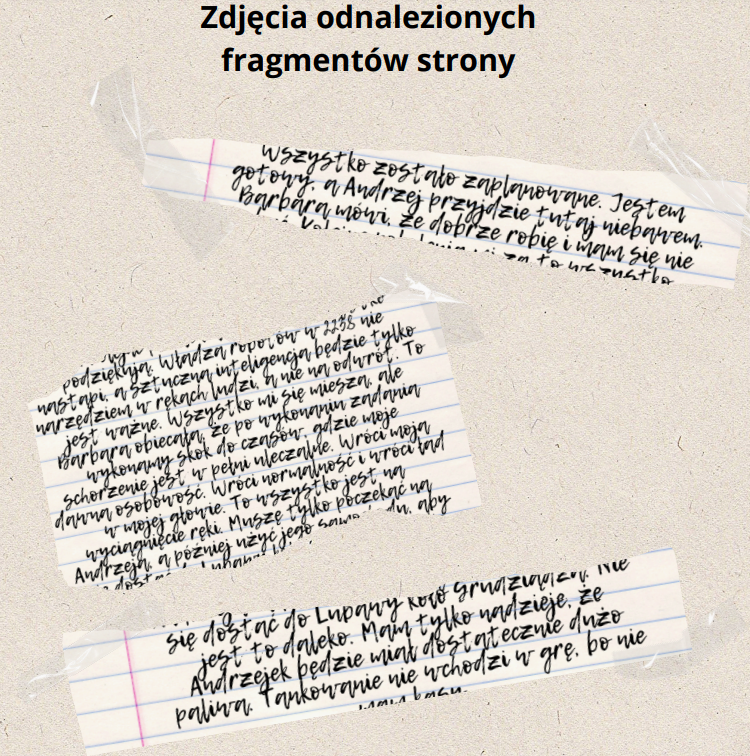 Zdjęcia odnalezionych
fragmentów strony
Wszystko zostało zaplanowane. Jestem
gotowy, a Andrzej przyjdzie tutaj niebawem.
Barbara mówi, że dobrze robię i mam się nie
za to wszystko
podziękują. Władza robotów w 2238 nie
nastąpi, a sztuczna inteligencja będzie tylko
narzędziem w rękach ludzi, a nie na odwrót. To
jest ważne. Wszystko mi się miesza, ale
Barbara obiecała, że po wykonaniu zadania
wykonamy skok do czasów, gdzie moje
schorzenie jest w pełni uleczalne. Wróci moja
dawna osobowość. Wróci normalność i wróci ład
w mojej głowie. To wszystko jest na
wyciągnięcie ręki. Muszę tylko poczekać na
Andrzeja, a później użyć jego aby
się dostać do Lubawy koło Grudziądza. Nie
jest to daleko. Mam tylko nadzieję, że
Andrzejek będzie miał dostatecznie dużo
paliwa. Tankowanie nie wchodzi w grę, bo nie
mam kasy.